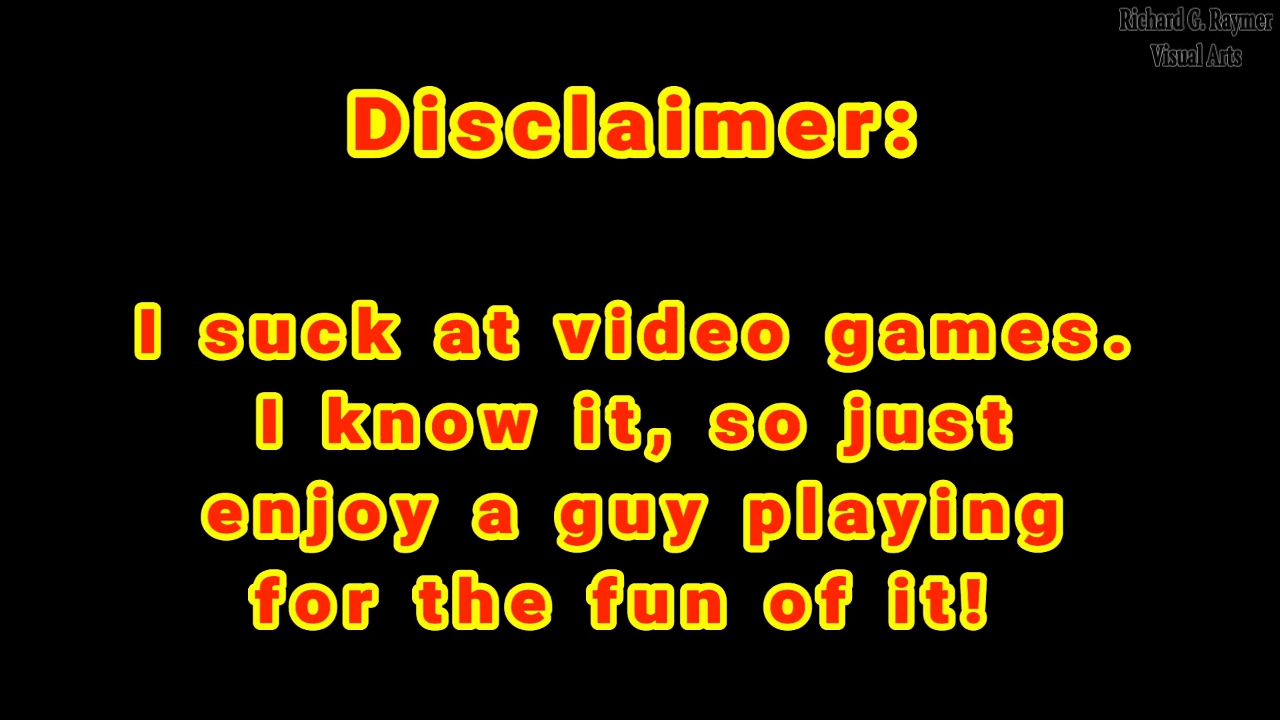 Richard G. Raymer
Visual Arts
Disclaimer:
I suck at video games.
I know it, so just
enjoy a guy playing
for the fun of it!